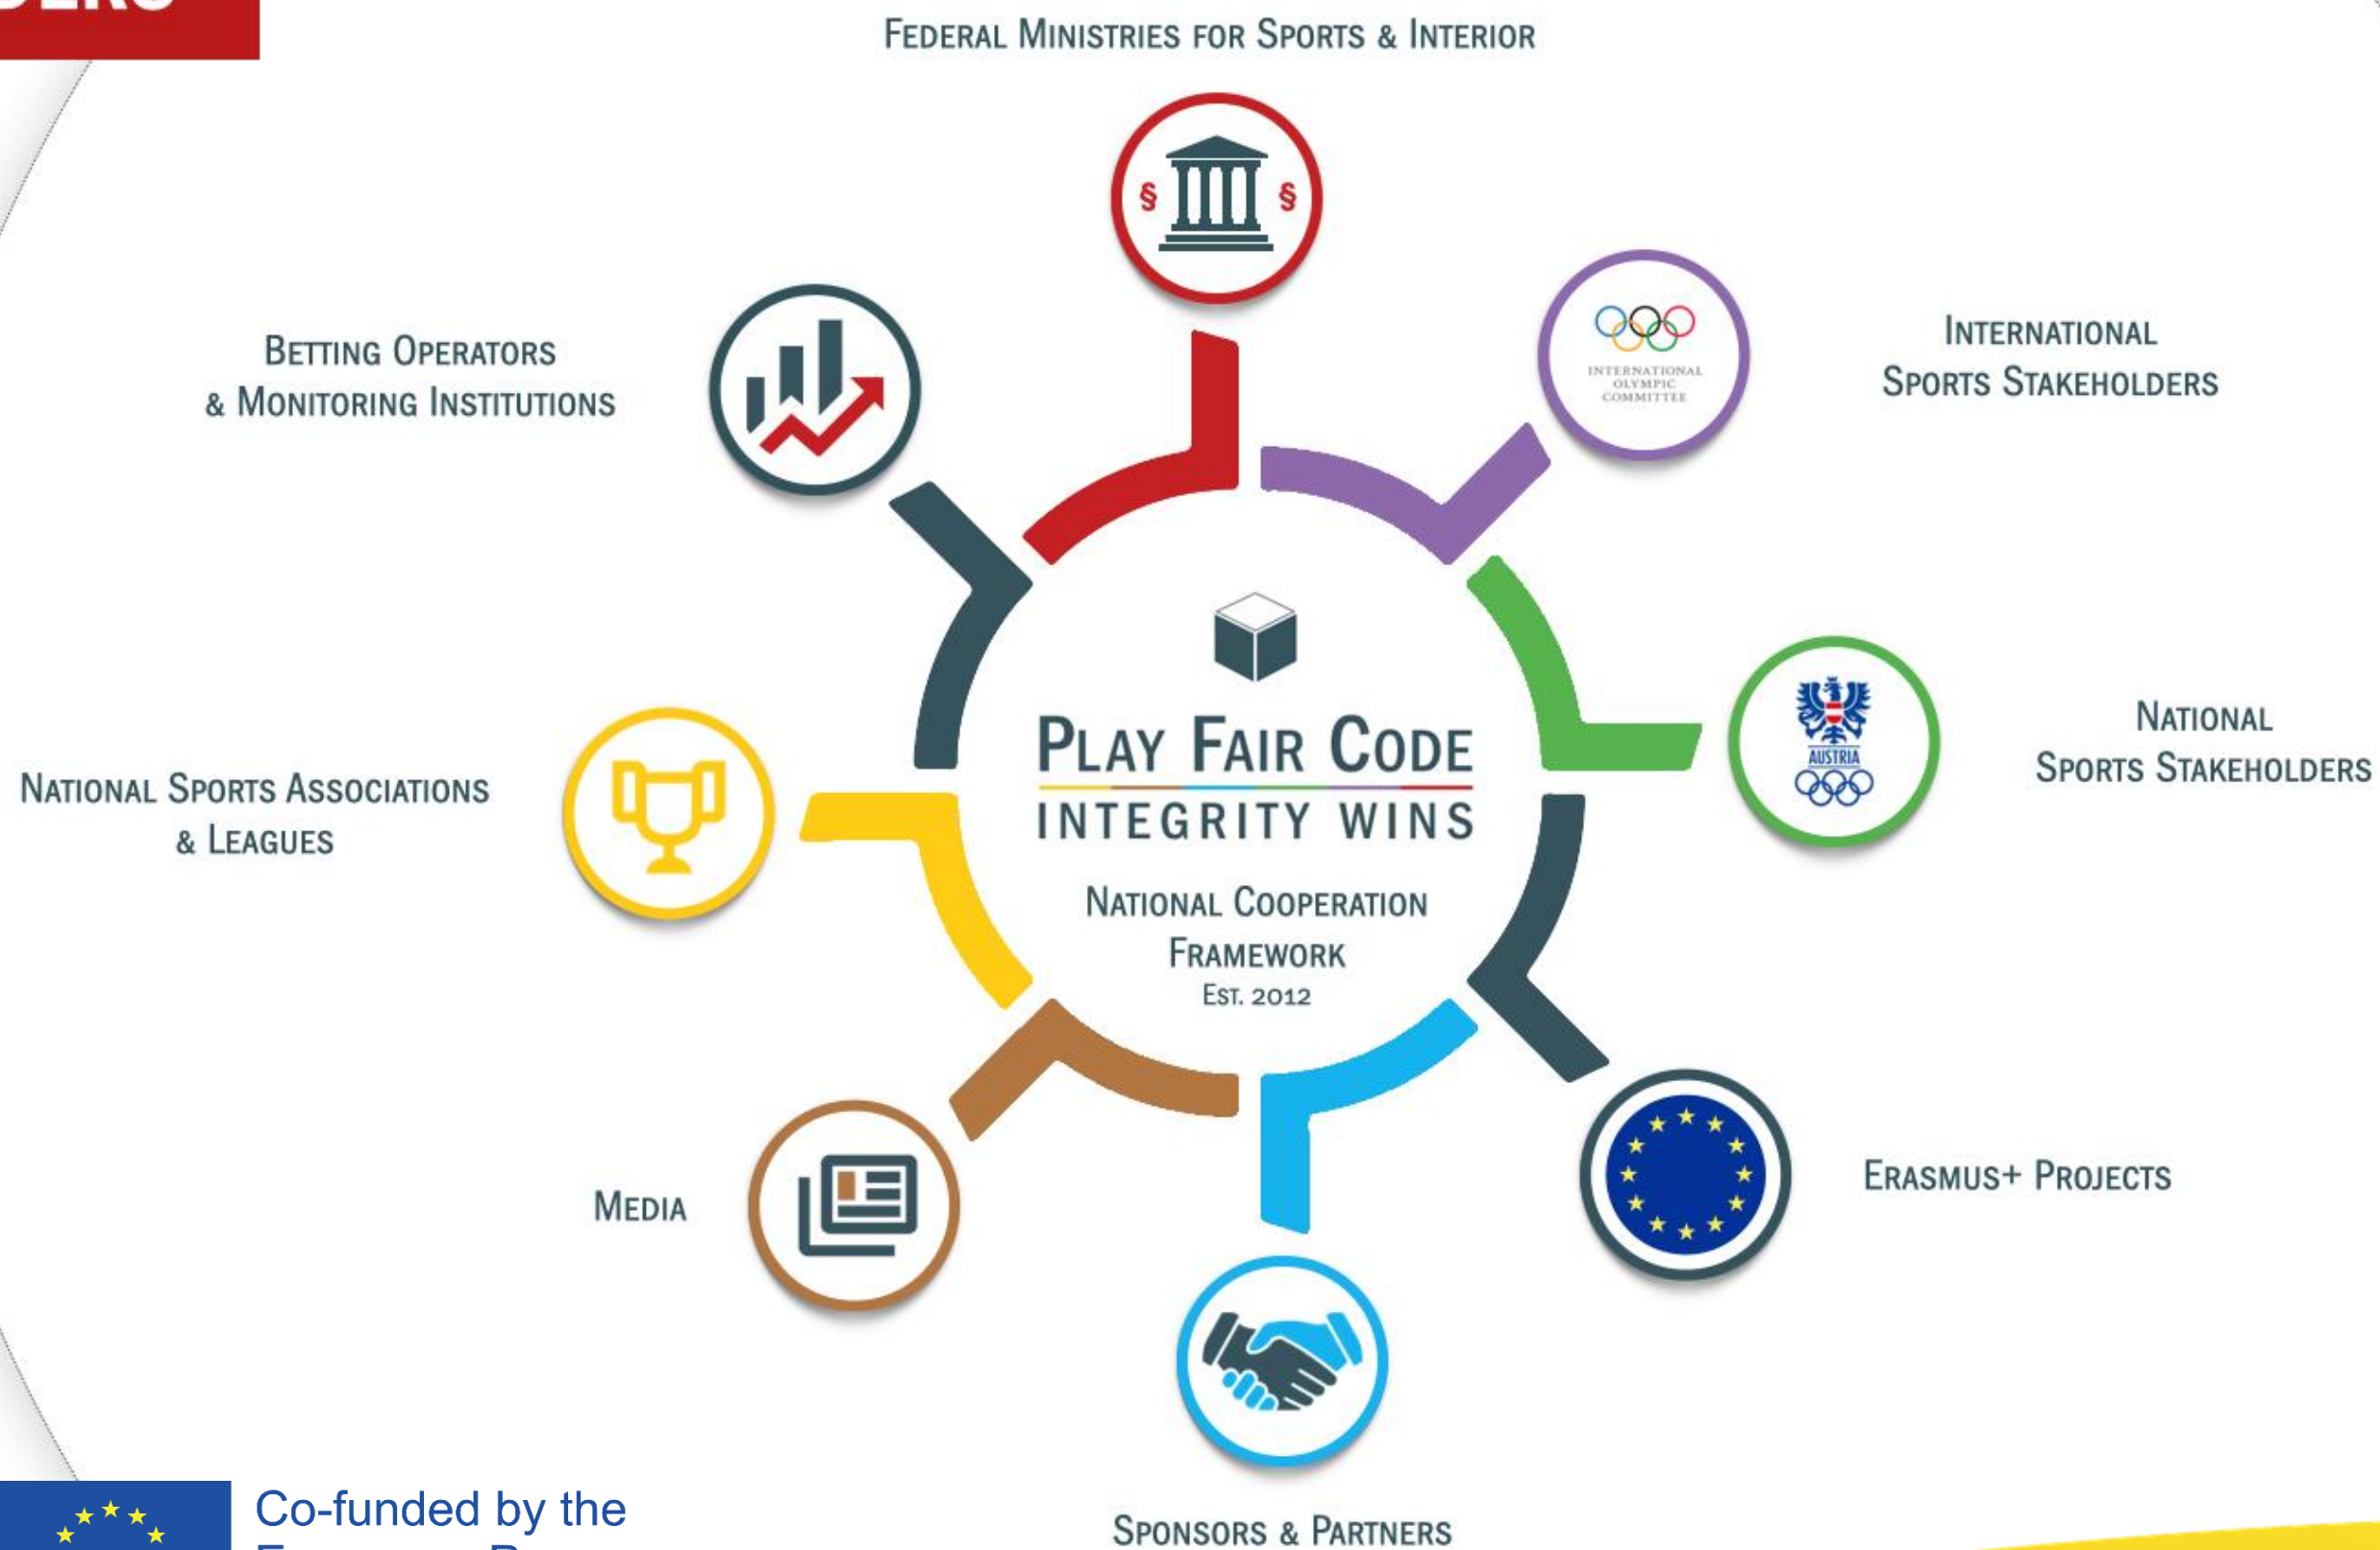 FEDERAL MINISTRIES FOR SPORTS & INTERIOR
§ §
BETTING OPERATORS
& MONITORING INSTITUTIONS
INTERNATIONAL
OLYMPIC
COMMITTEE
INTERNATIONAL
SPORTS STAKEHOLDERS
NATIONAL SPORTS ASSOCIATIONS
& LEAGUES
PLAY FAIR CODE
INTEGRITY WINS
NATIONAL COOPERATION
FRAMEWORK
EST. 2012
AUSTRIA
NATIONAL
SPORTS STAKEHOLDERS
MEDIA
ERASMUS+ PROJECTS
SPONSORS & PARTNERS
Co-funded by the